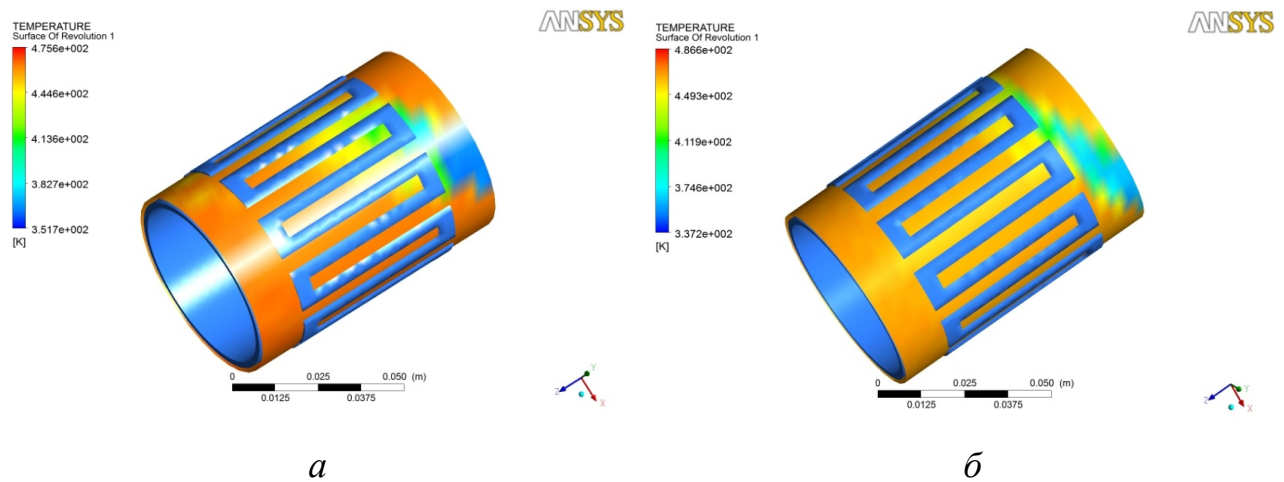 TEMPERATURE
Surface Of Revolution 1
4.756e+002
4.446e+002
4.136e+002
3.827e+002
3.517e+002
[K]
ANSYS
0 0.025 0.050 (m)
0.0125 0.0375
Y
Z
X
а
TEMPERATURE
Surface Of Revolution 1
4.866e+002
4.493e+002
4.119e+002
3.746e+002
3.372e+002
[K]
ANSYS
0 0.025 0.050 (m)
0.0125 0.0375
Y
Z
X
б